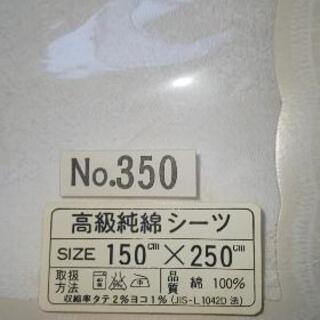 No.350
高級純綿シーツ
SIZE 150cm×250cm
取扱方法 品質 綿 100%
収縮率タテ2%ヨコ1% (JIS-L1042D法)